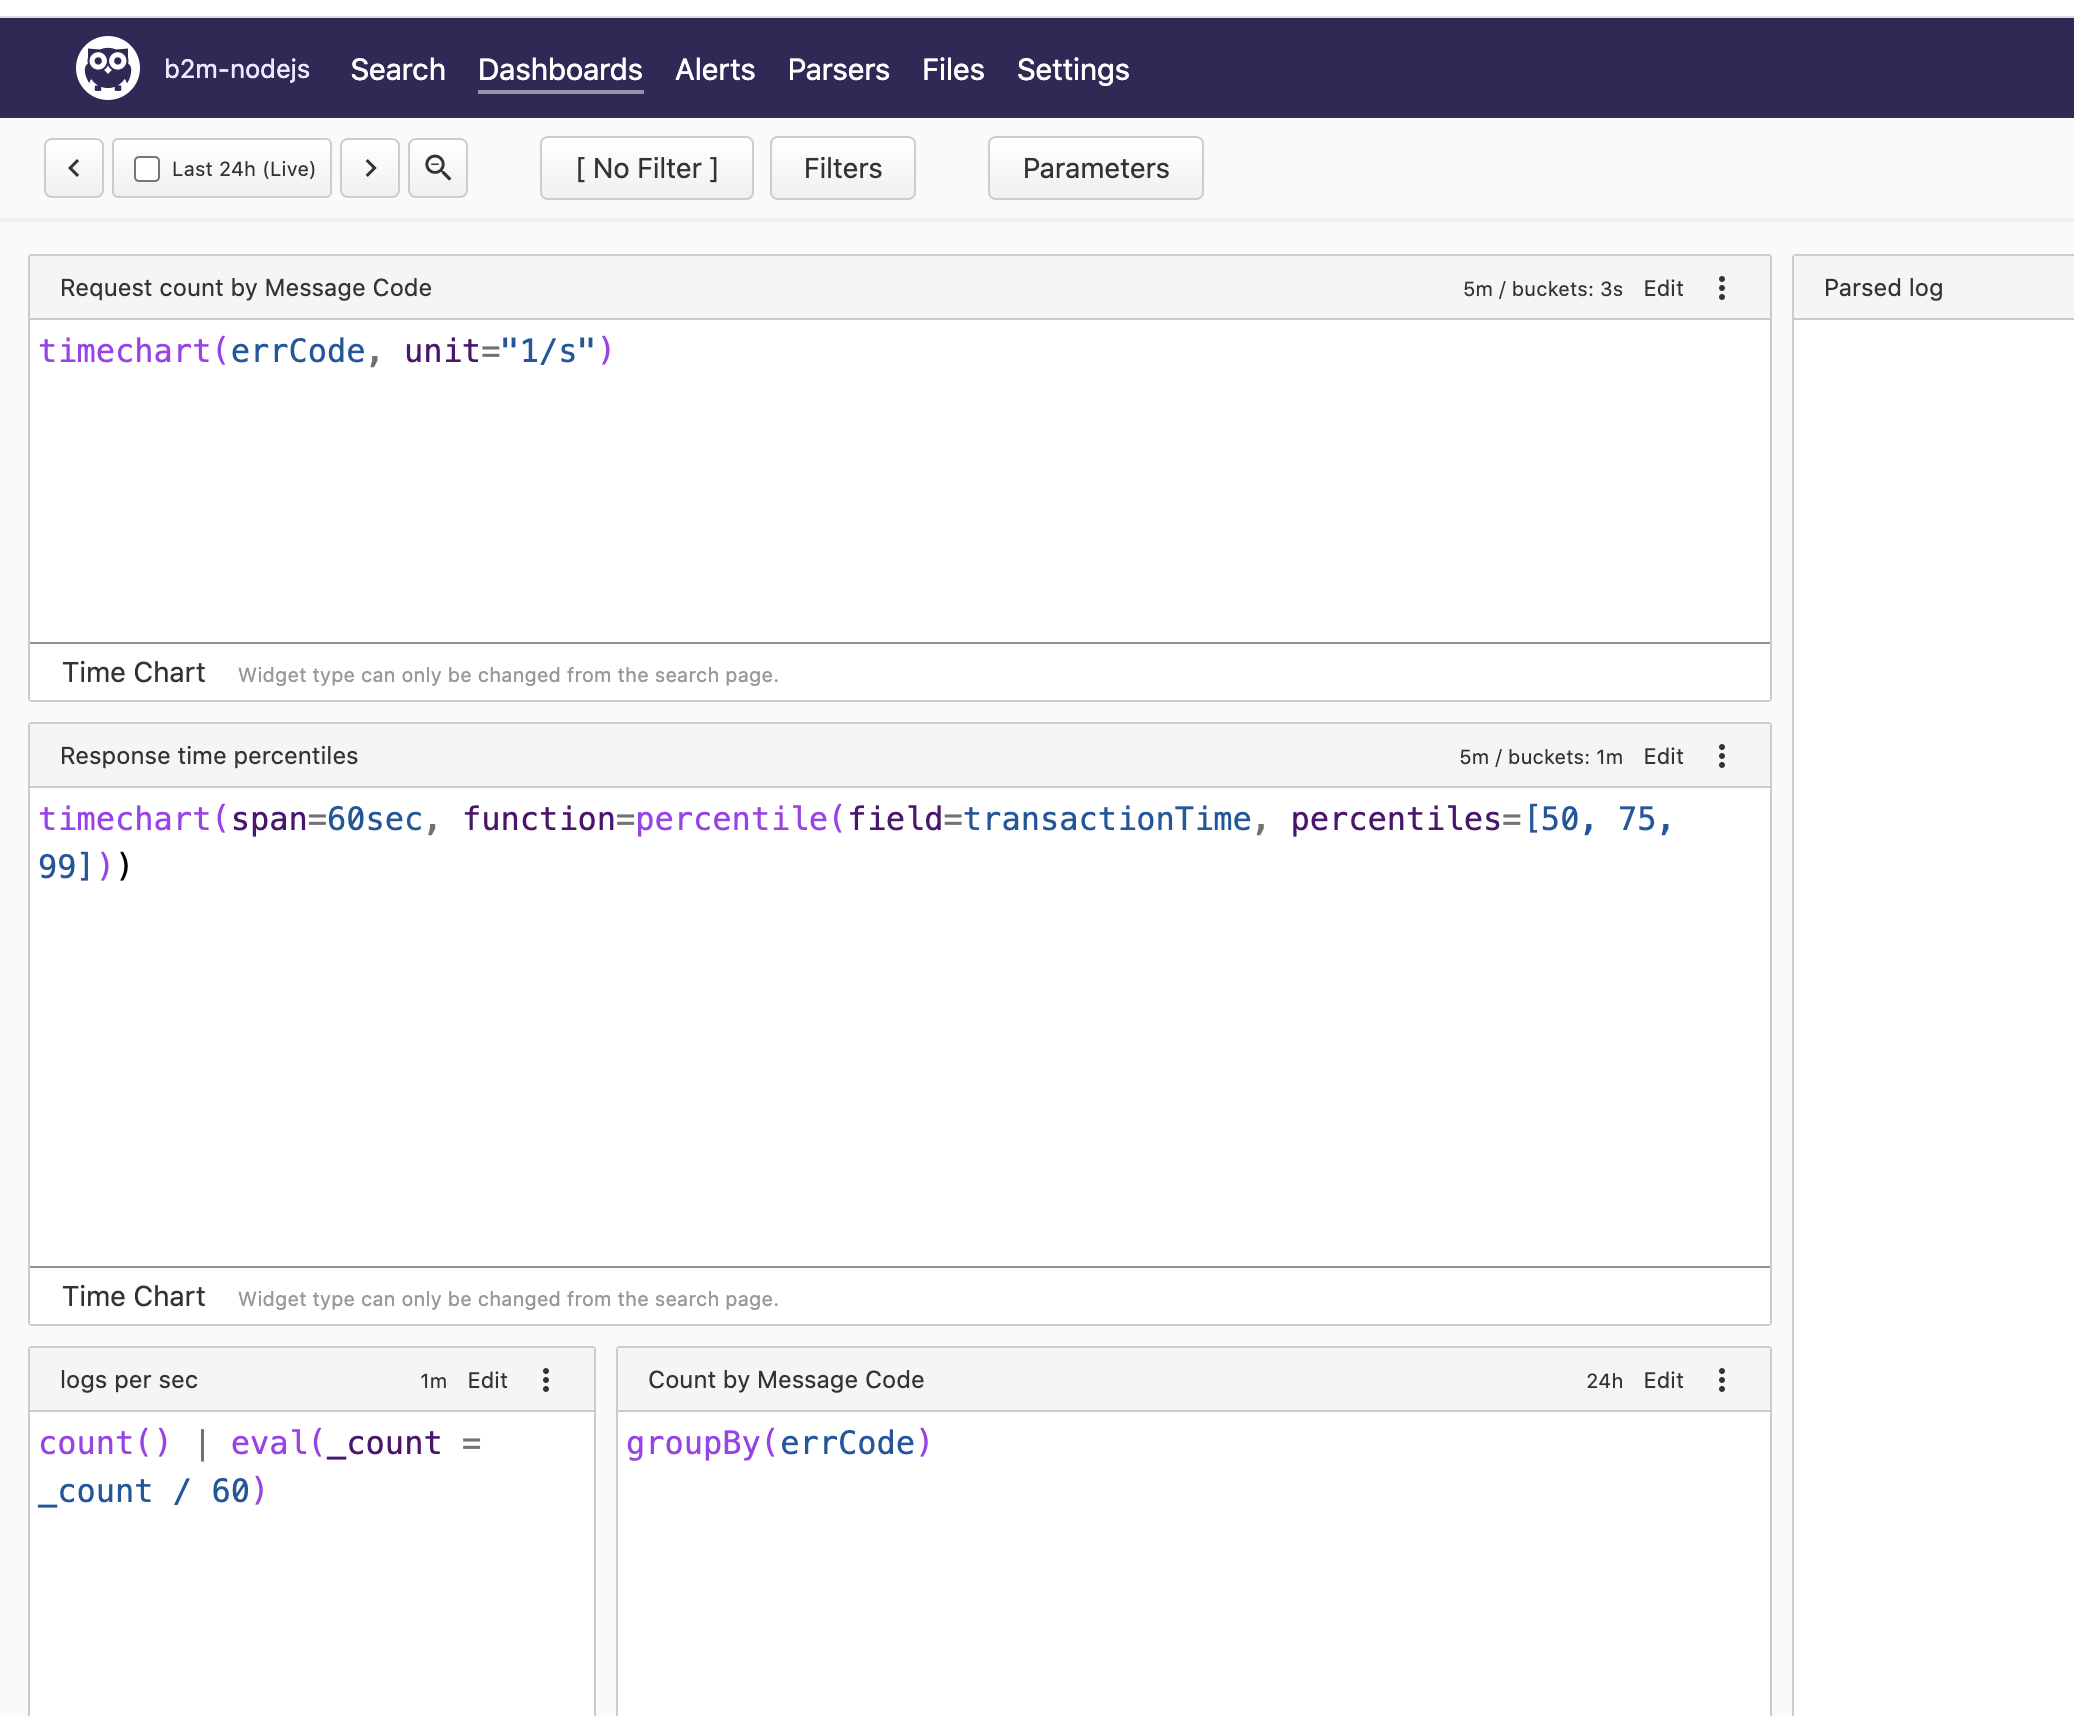 b2m-nodejs Search Dashboards Alerts Parsers Files Settings
Last 24h (Live) [ No Filter ] Filters Parameters
Request count by Message Code 5m / buckets: 3s Edit
timechart(errCode, unit="1/s")
Time Chart Widget type can only be changed from the search page.
Response time percentiles 5m / buckets: 1m Edit
timechart(span=60sec, function=percentile(field=transactionTime, percentiles=[50, 75,
99]))
Time Chart Widget type can only be changed from the search page.
logs per sec 1m Edit
count() | eval(_count =
_count / 60)
Count by Message Code 24h Edit
groupBy(errCode)
Parsed log